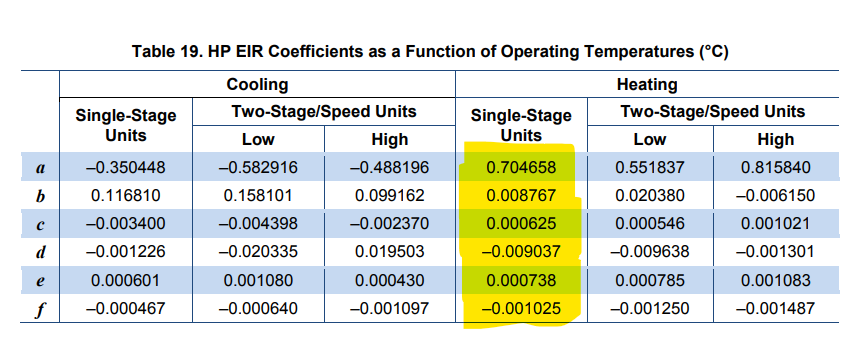 Table 19. HP EIR Coefficients as a Function of Operating Temperatures (°C)
Cooling Heating
Single-Stage Units Two-Stage/Speed Units Single-Stage Units Two-Stage/Speed Units
Low High Low High
a –0.350448 –0.582916 –0.488196 0.704658 0.551837 0.815840
b 0.116810 0.158101 0.099162 0.008767 0.020380 –0.006150
c –0.003400 –0.004398 –0.002370 0.000625 0.000546 0.001021
d –0.001226 –0.020335 0.019503 –0.009037 –0.009638 –0.001301
e 0.000601 0.001080 0.000430 0.000738 0.000785 0.001083
f –0.000467 –0.000640 –0.001097 –0.001025 –0.001250 –0.001487